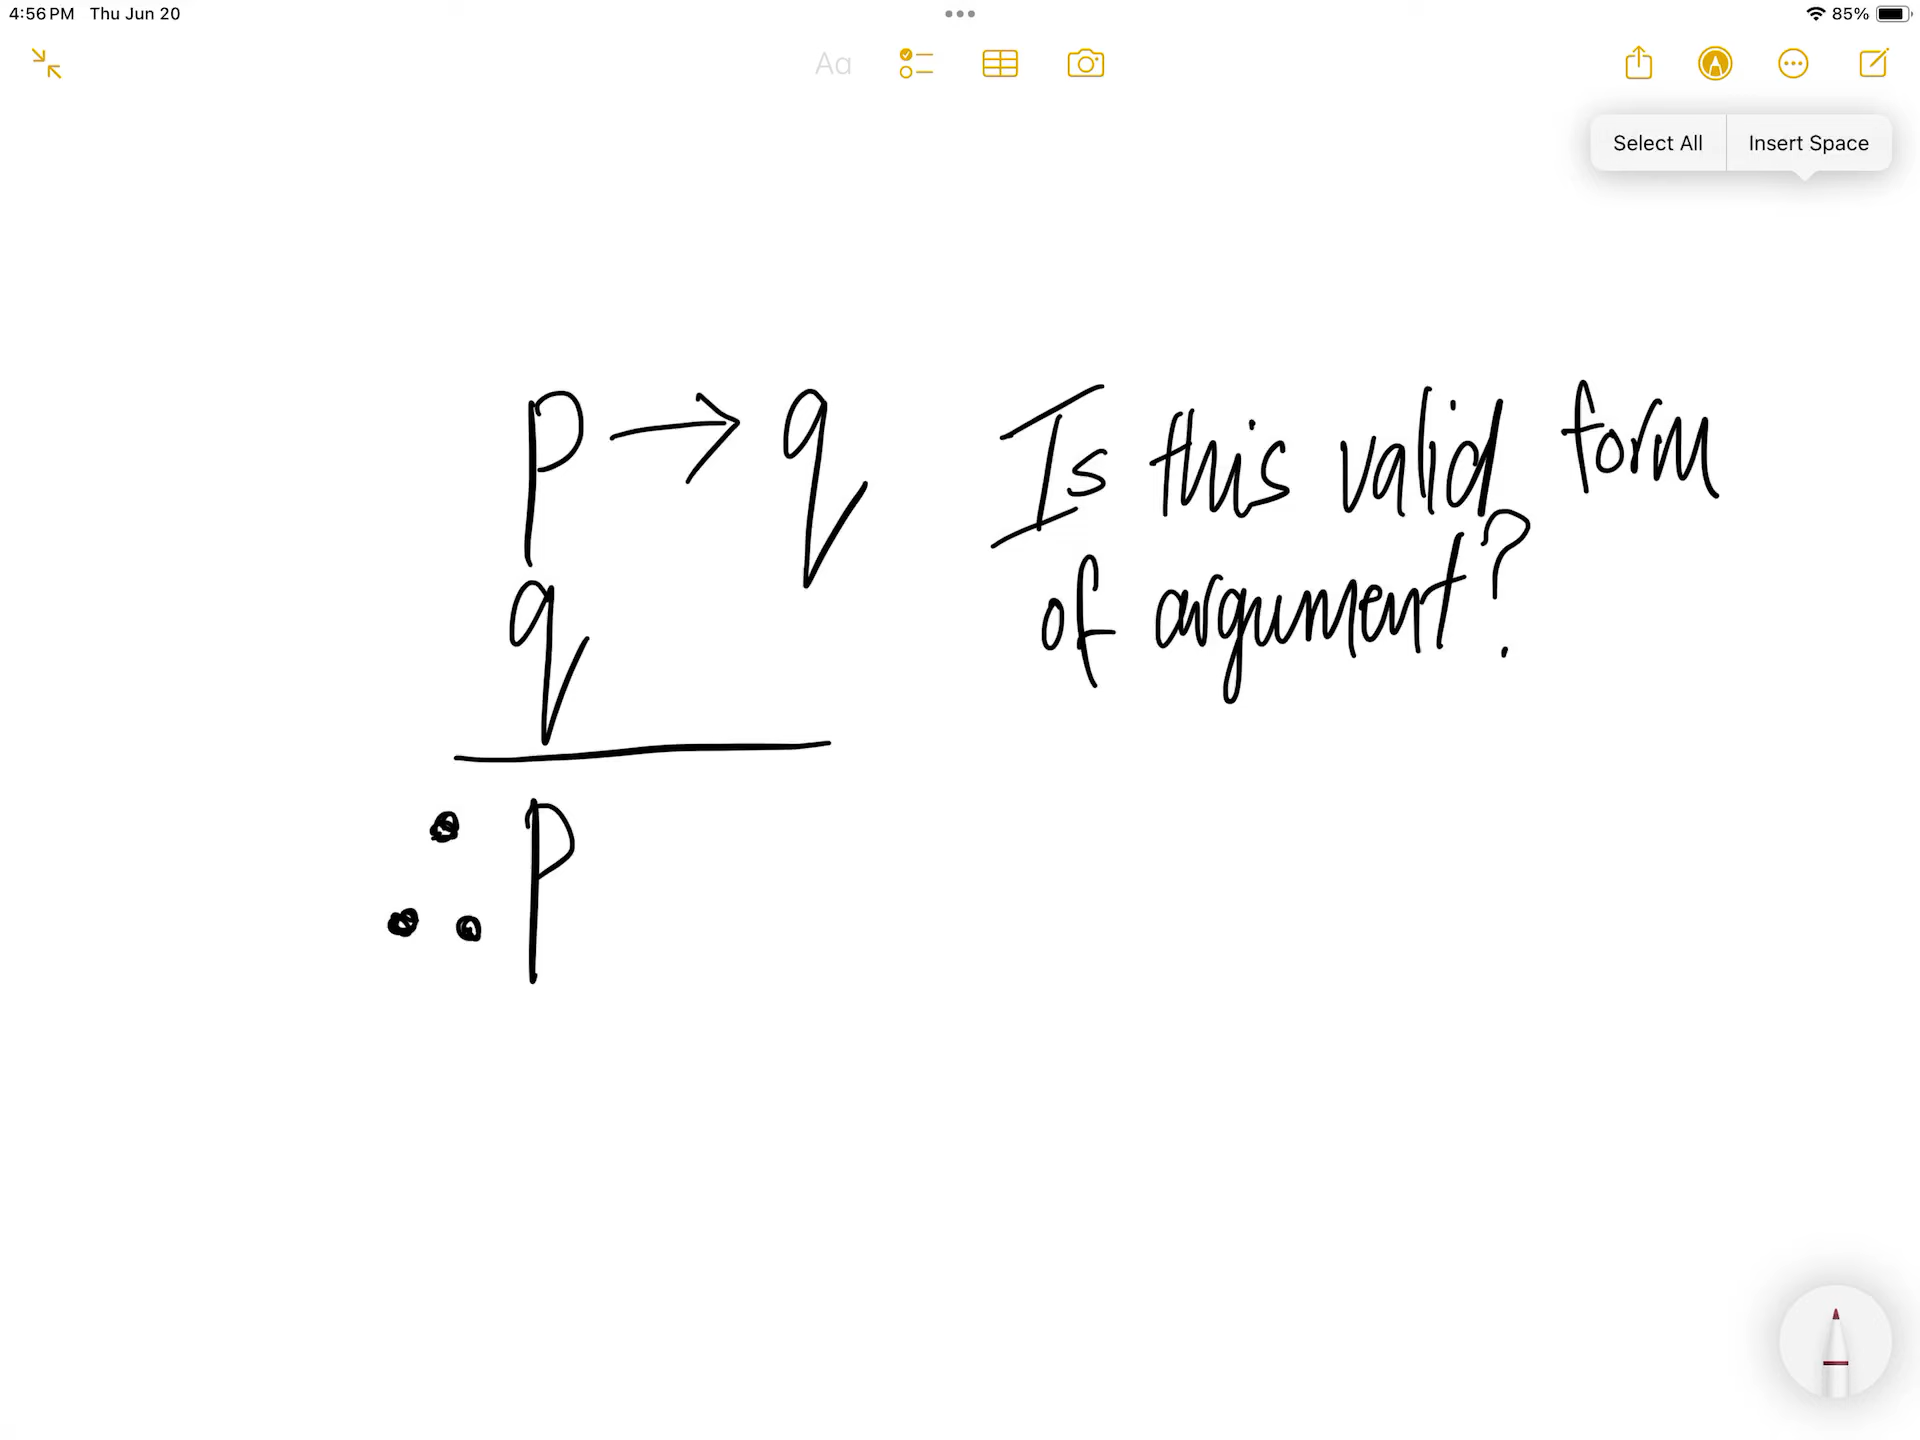 4:56 PM Thu Jun 20
85%
Aa
Select All Insert Space
p → q
q
∴ p
Is this valid form
of argument?